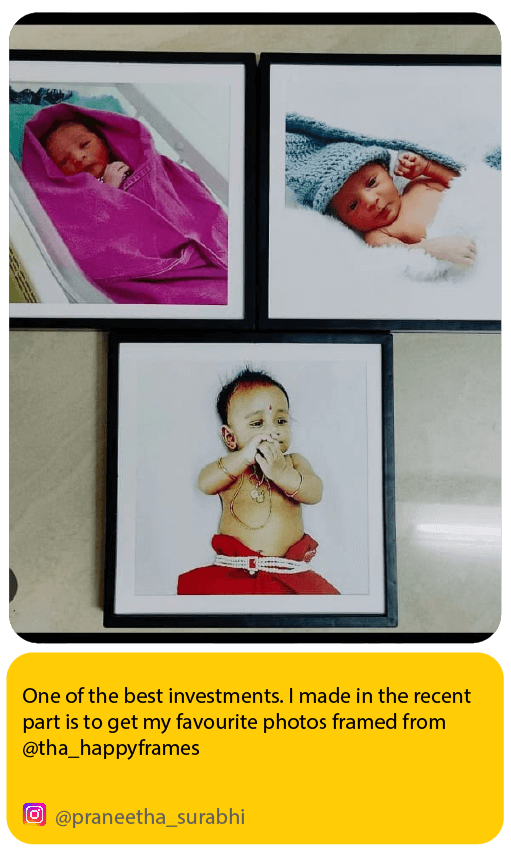 One of the best investments. I made in the recent
part is to get my favourite photos framed from
@tha_happyframes
@praneetha_surabhi